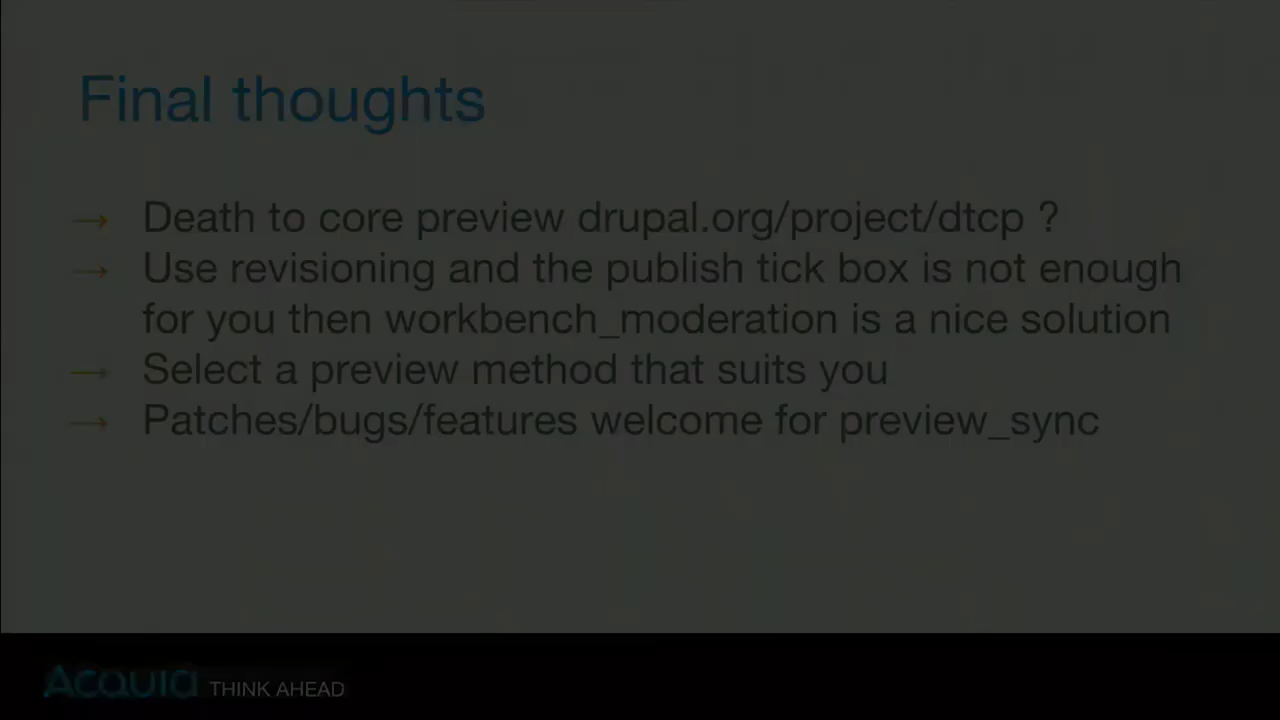 Final thoughts
→ Death to core preview drupal.org/project/dtcp ?
→ Use revisioning and the publish tick box is not enough
for you then workbench_moderation is a nice solution
→ Select a preview method that suits you
→ Patches/bugs/features welcome for preview_sync
Acquia THINK AHEAD